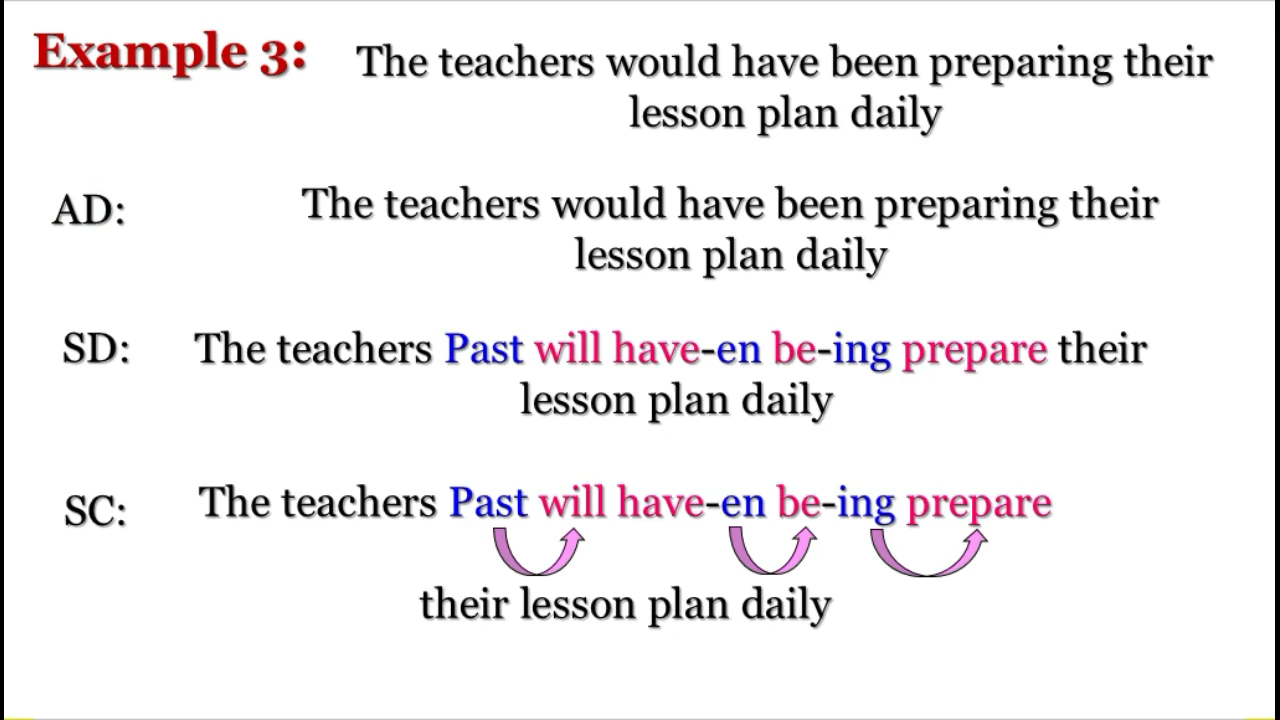 Example 3: The teachers would have been preparing their
lesson plan daily
AD: The teachers would have been preparing their
lesson plan daily
SD: The teachers Past will have-en be-ing prepare their
lesson plan daily
SC: The teachers Past will have-en be-ing prepare
their lesson plan daily